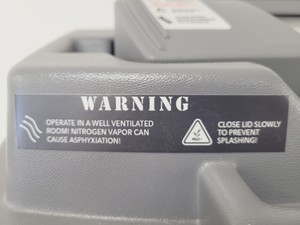 WARNING
OPERATE IN A WELL VENTILATED
ROOM! NITROGEN VAPOR CAN
CAUSE ASPHYXIATION!
CLOSE LID SLOWLY
TO PREVENT
SPLASHING!